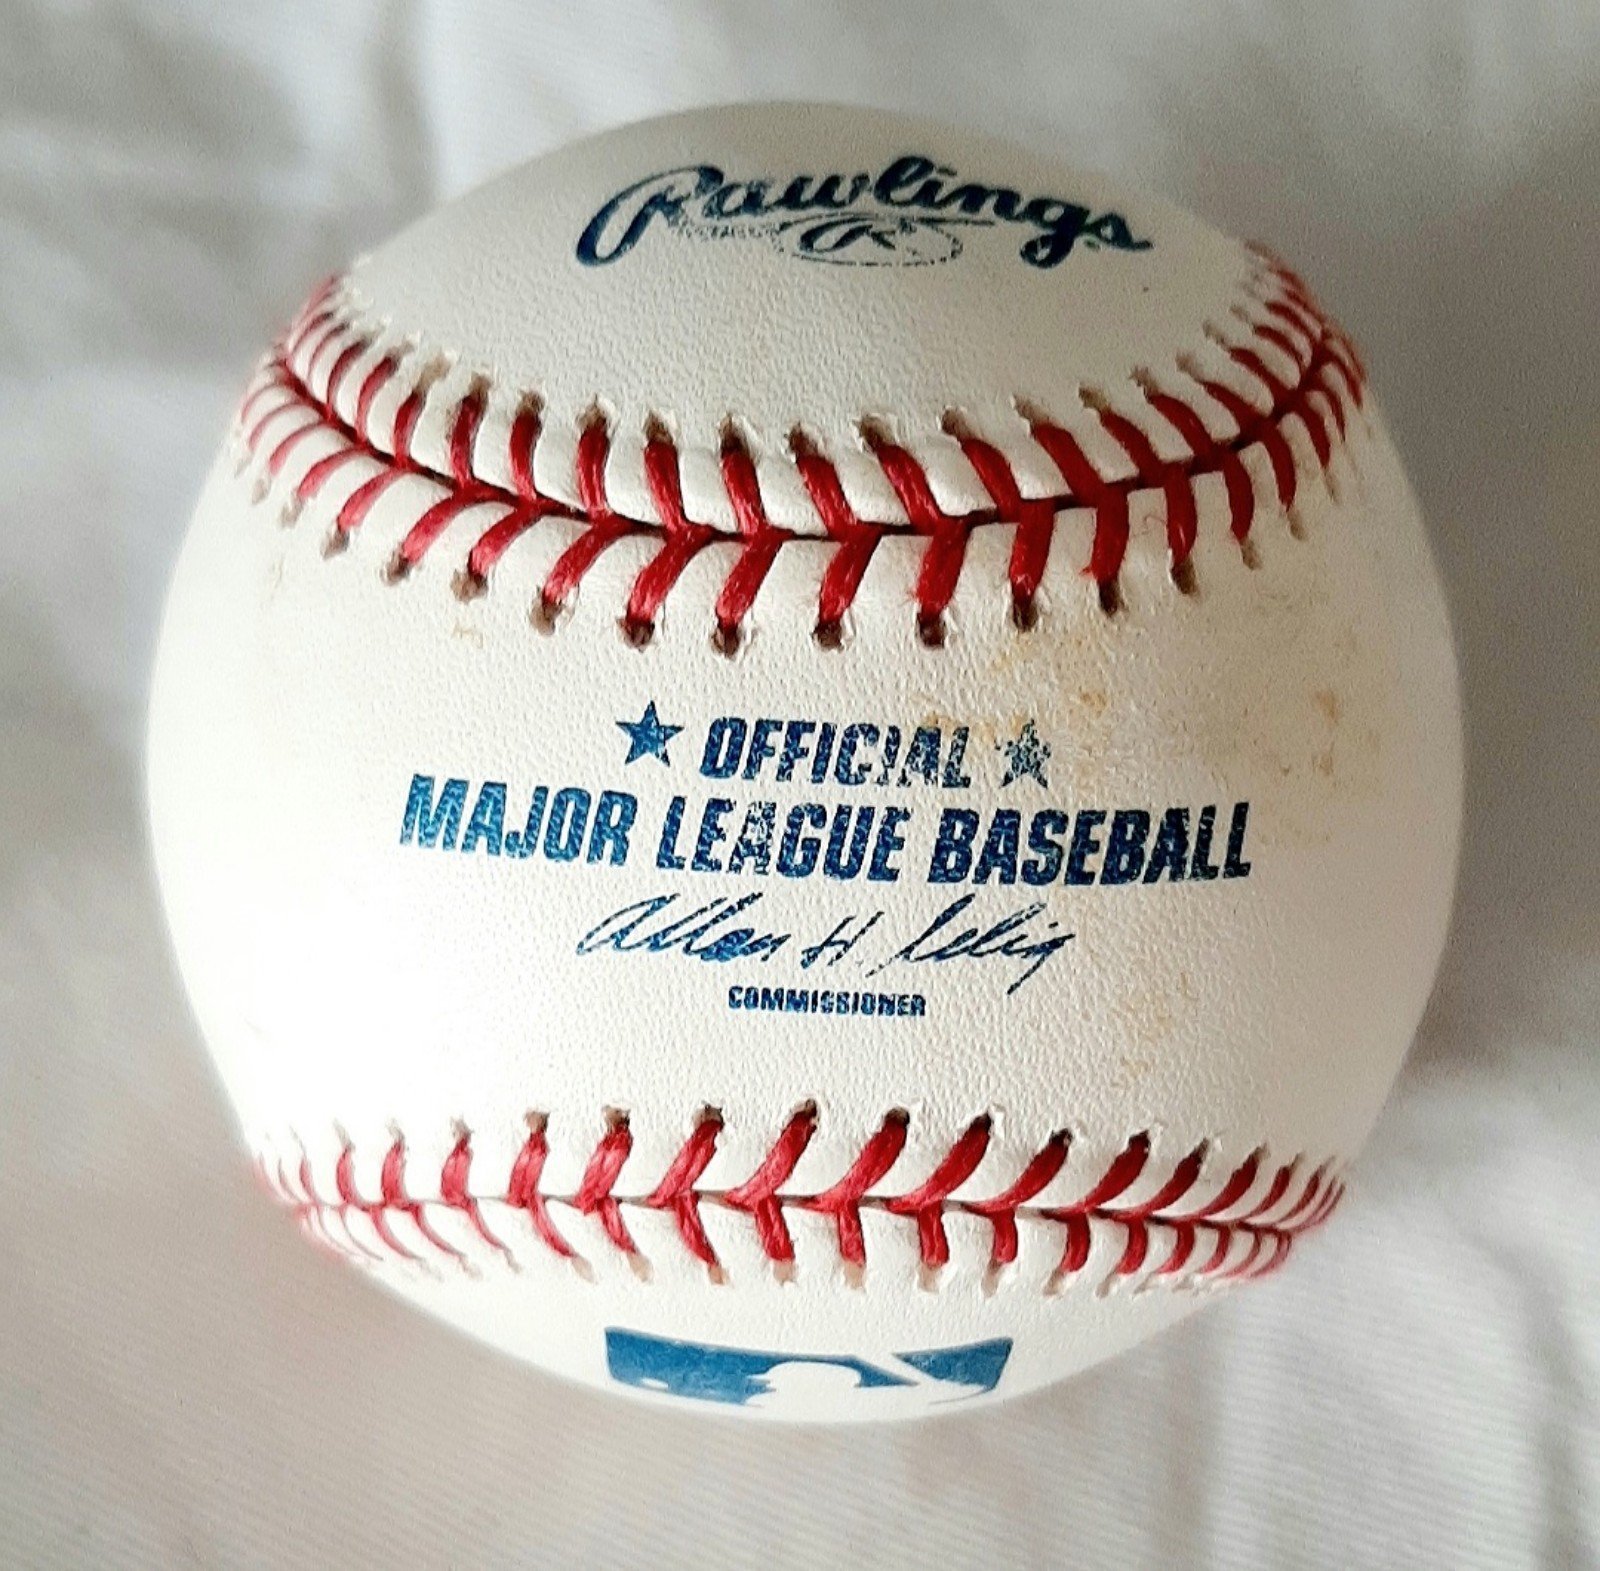 Rawlings
R
★ OFFICIAL ★
MAJOR LEAGUE BASEBALL
Allan H. Selig
COMMISSIONER